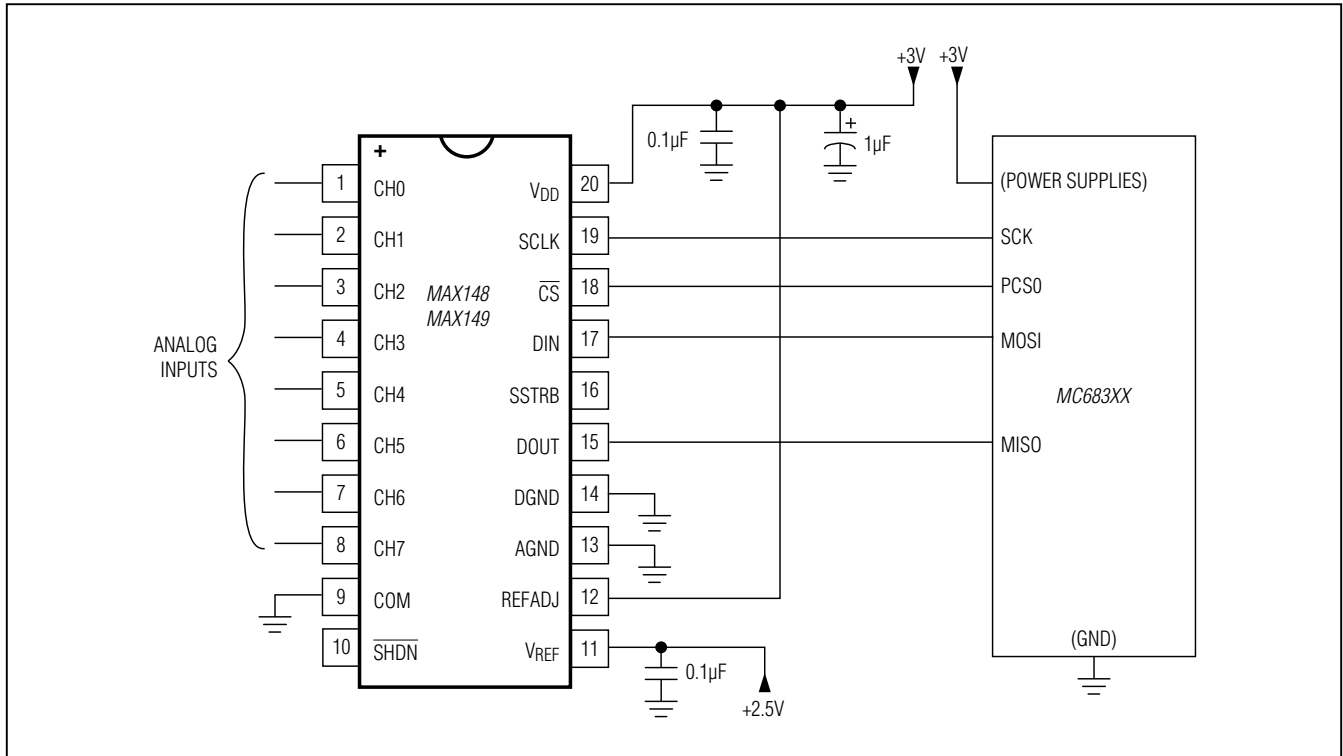 +3V +3V
0.1µF
+
1µF
ANALOG
INPUTS
+
MAX148
MAX149
1 CH0
2 CH1
3 CH2
4 CH3
5 CH4
6 CH5
7 CH6
8 CH7
9 COM
10 SHDN
VDD 20
SCLK 19
CS 18
DIN 17
SSTRB 16
DOUT 15
DGND 14
AGND 13
REFADJ 12
VREF 11
0.1µF
+2.5V
(POWER SUPPLIES)
SCK
PCS0
MOSI
MC683XX
MISO
(GND)